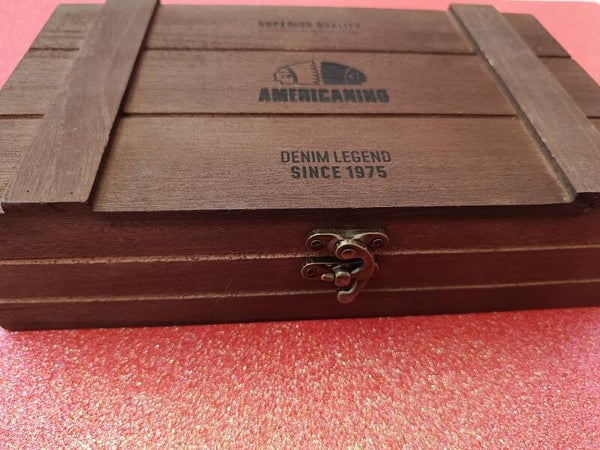 SUPERIOR QUALITY
AMERICANINO
DENIM LEGEND
SINCE 1975